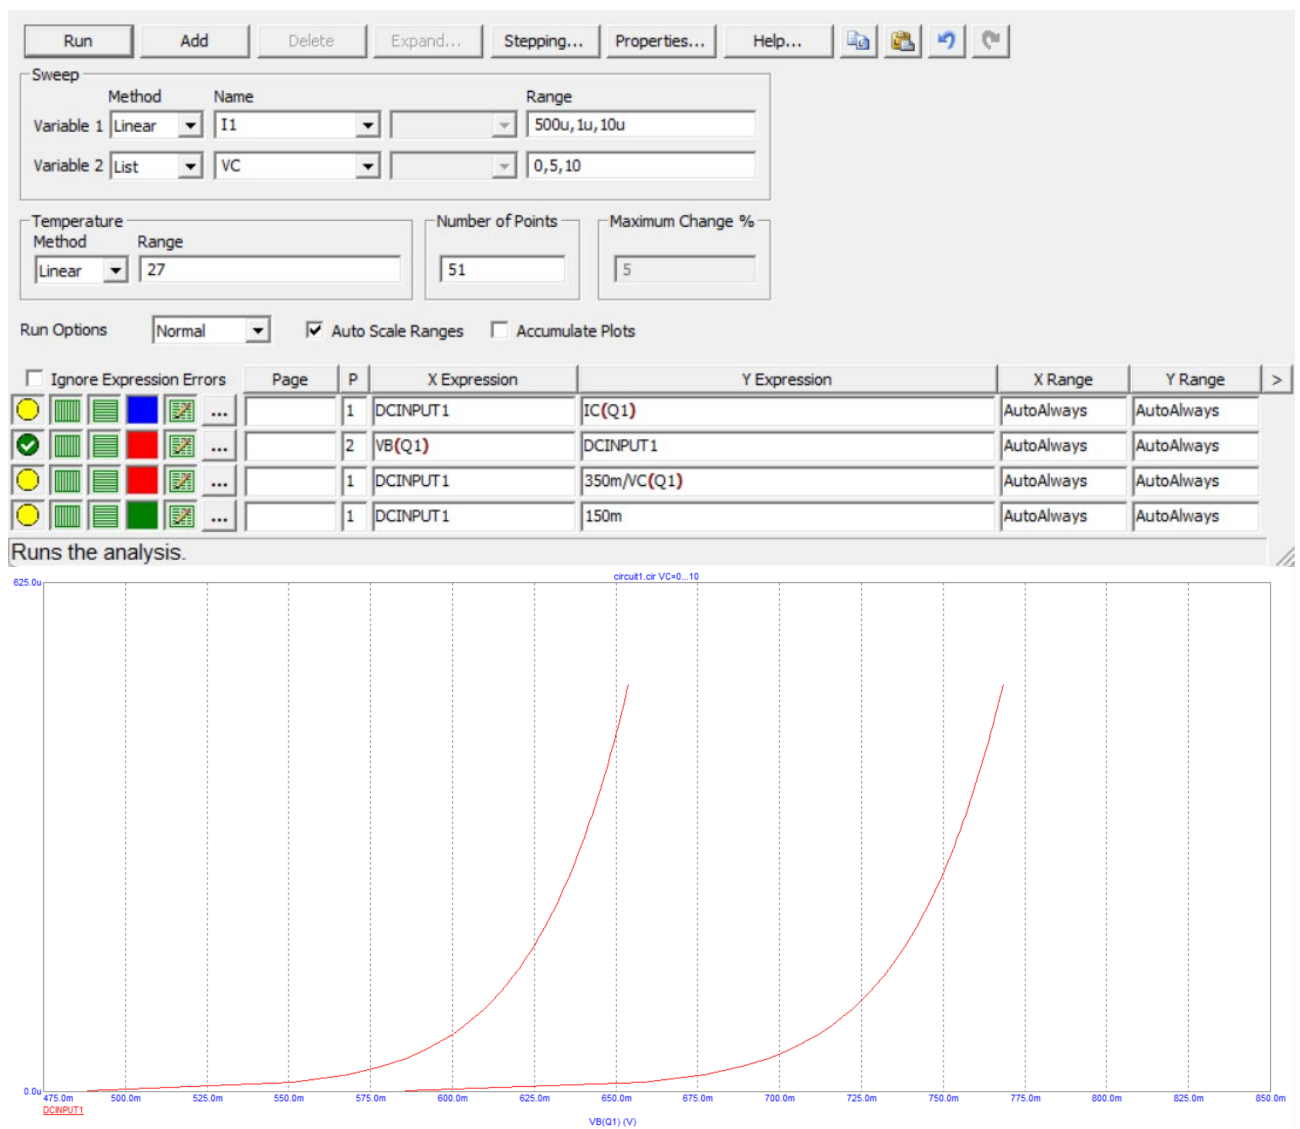 Run Add Delete Expand... Stepping... Properties... Help...
Sweep
Method Name Range
Variable 1 Linear I1 500u,1u,10u
Variable 2 List VC 0,5,10
Temperature Number of Points Maximum Change %
Method Range
Linear 27 51 5
Run Options Normal Auto Scale Ranges Accumulate Plots
Ignore Expression Errors Page P X Expression Y Expression X Range Y Range >
... 1 DCINPUT1 IC(Q1) AutoAlways AutoAlways
... 2 VB(Q1) DCINPUT1 AutoAlways AutoAlways
... 1 DCINPUT1 350m/VC(Q1) AutoAlways AutoAlways
... 1 DCINPUT1 150m AutoAlways AutoAlways
Runs the analysis.
circuit1.cir VC=0...10
625.0u
0.0u
475.0m 500.0m 525.0m 550.0m 575.0m 600.0m 625.0m 650.0m 675.0m 700.0m 725.0m 750.0m 775.0m 800.0m 825.0m 850.0m
DCINPUT1
VB(Q1) (V)